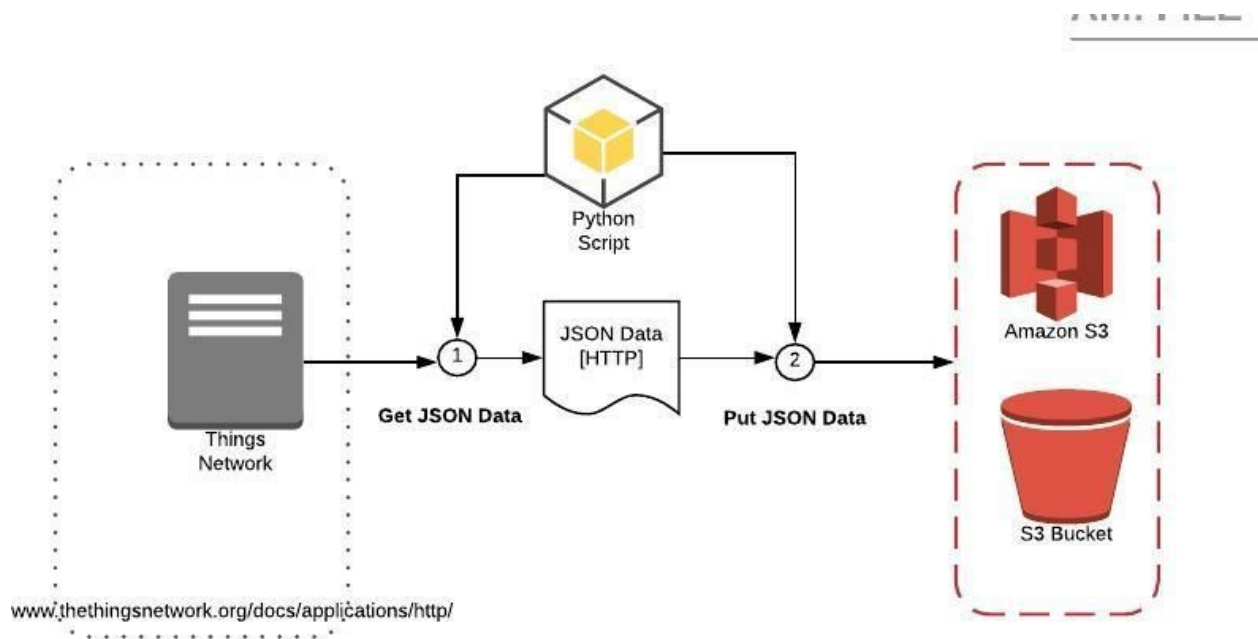 Python
Script
1
JSON Data
[HTTP]
2
Amazon S3
Get JSON Data
Put JSON Data
Things
Network
S3 Bucket
www.thethingsnetwork.org/docs/applications/http/